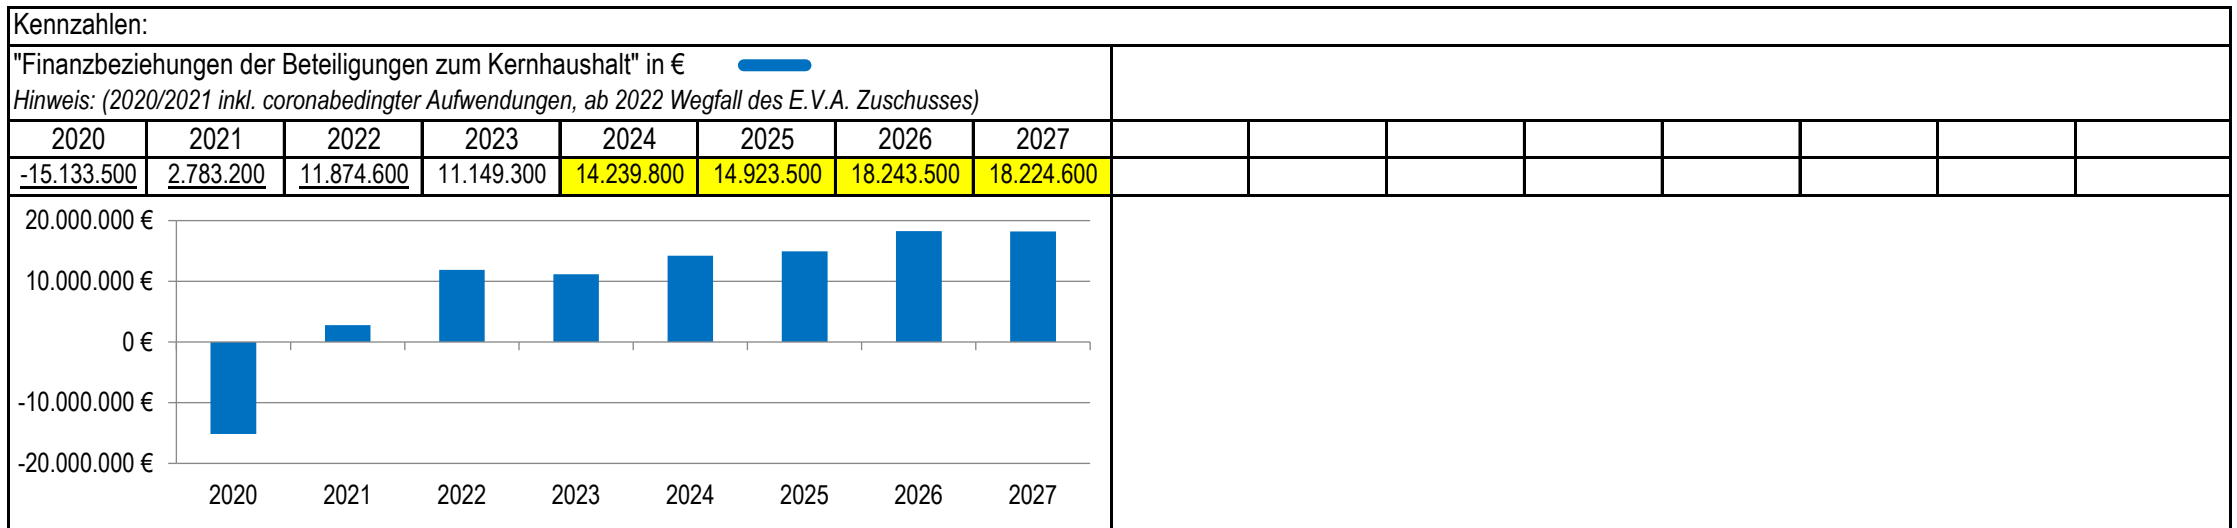 Kennzahlen:
"Finanzbeziehungen der Beteiligungen zum Kernhaushalt" in €
Hinweis: (2020/2021 inkl. coronabedingter Aufwendungen, ab 2022 Wegfall des E.V.A. Zuschusses)
2020 2021 2022 2023 2024 2025 2026 2027
-15.133.500 2.783.200 11.874.600 11.149.300 14.239.800 14.923.500 18.243.500 18.224.600
20.000.000 €
10.000.000 €
0 €
-10.000.000 €
-20.000.000 €
2020 2021 2022 2023 2024 2025 2026 2027